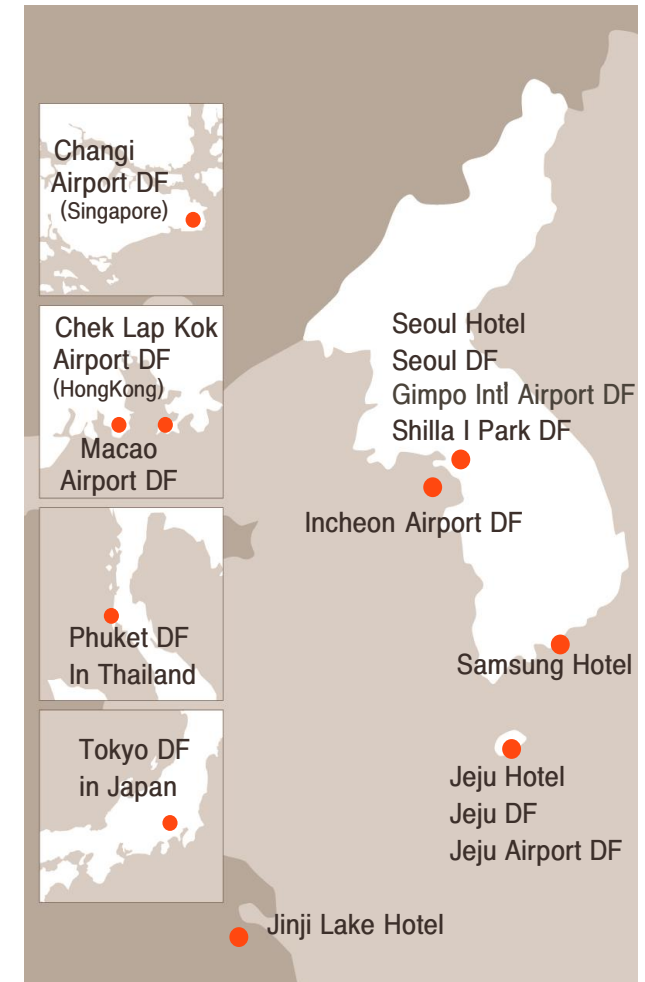 Changi
Airport DF
(Singapore)
Chek Lap Kok
Airport DF
(HongKong)
Macao
Airport DF
Phuket DF
In Thailand
Tokyo DF
in Japan
Seoul Hotel
Seoul DF
Gimpo Int'l Airport DF
Shilla I Park DF
Incheon Airport DF
Samsung Hotel
Jeju Hotel
Jeju DF
Jeju Airport DF
Jinji Lake Hotel